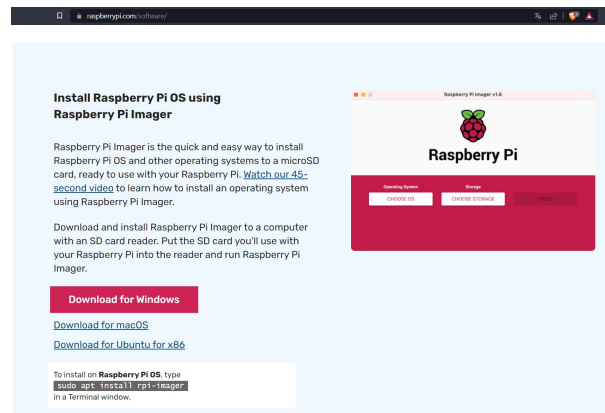 raspberrypi.com/software/
Install Raspberry Pi OS using
Raspberry Pi Imager
Raspberry Pi Imager is the quick and easy way to install
Raspberry Pi OS and other operating systems to a microSD
card, ready to use with your Raspberry Pi. Watch our 45-
second video to learn how to install an operating system
using Raspberry Pi Imager.
Download and install Raspberry Pi Imager to a computer
with an SD card reader. Put the SD card you'll use with
your Raspberry Pi into the reader and run Raspberry Pi
Imager.
Download for Windows
Download for macOS
Download for Ubuntu for x86
To install on Raspberry Pi OS, type
sudo apt install rpi-imager
in a Terminal window.
Raspberry Pi Imager v1.6
Raspberry Pi
Operating System Storage
CHOOSE OS CHOOSE STORAGE